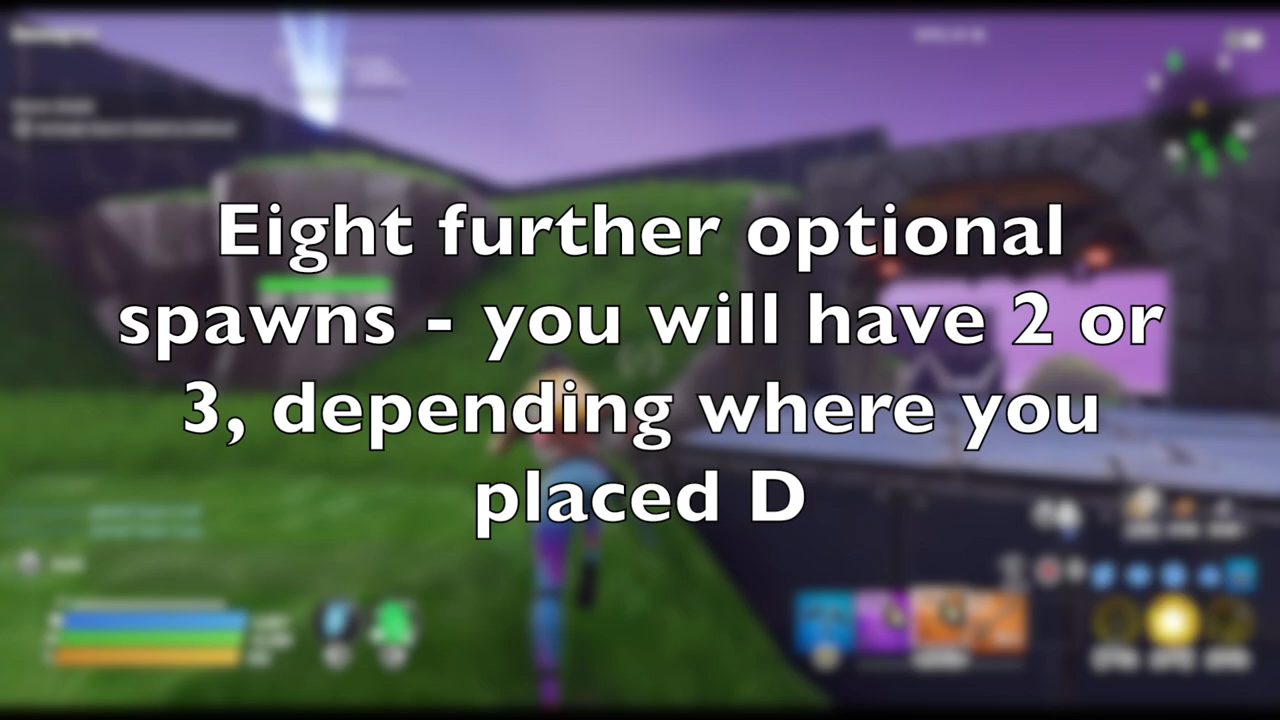 Eight further optional
spawns - you will have 2 or
3, depending where you
placed D